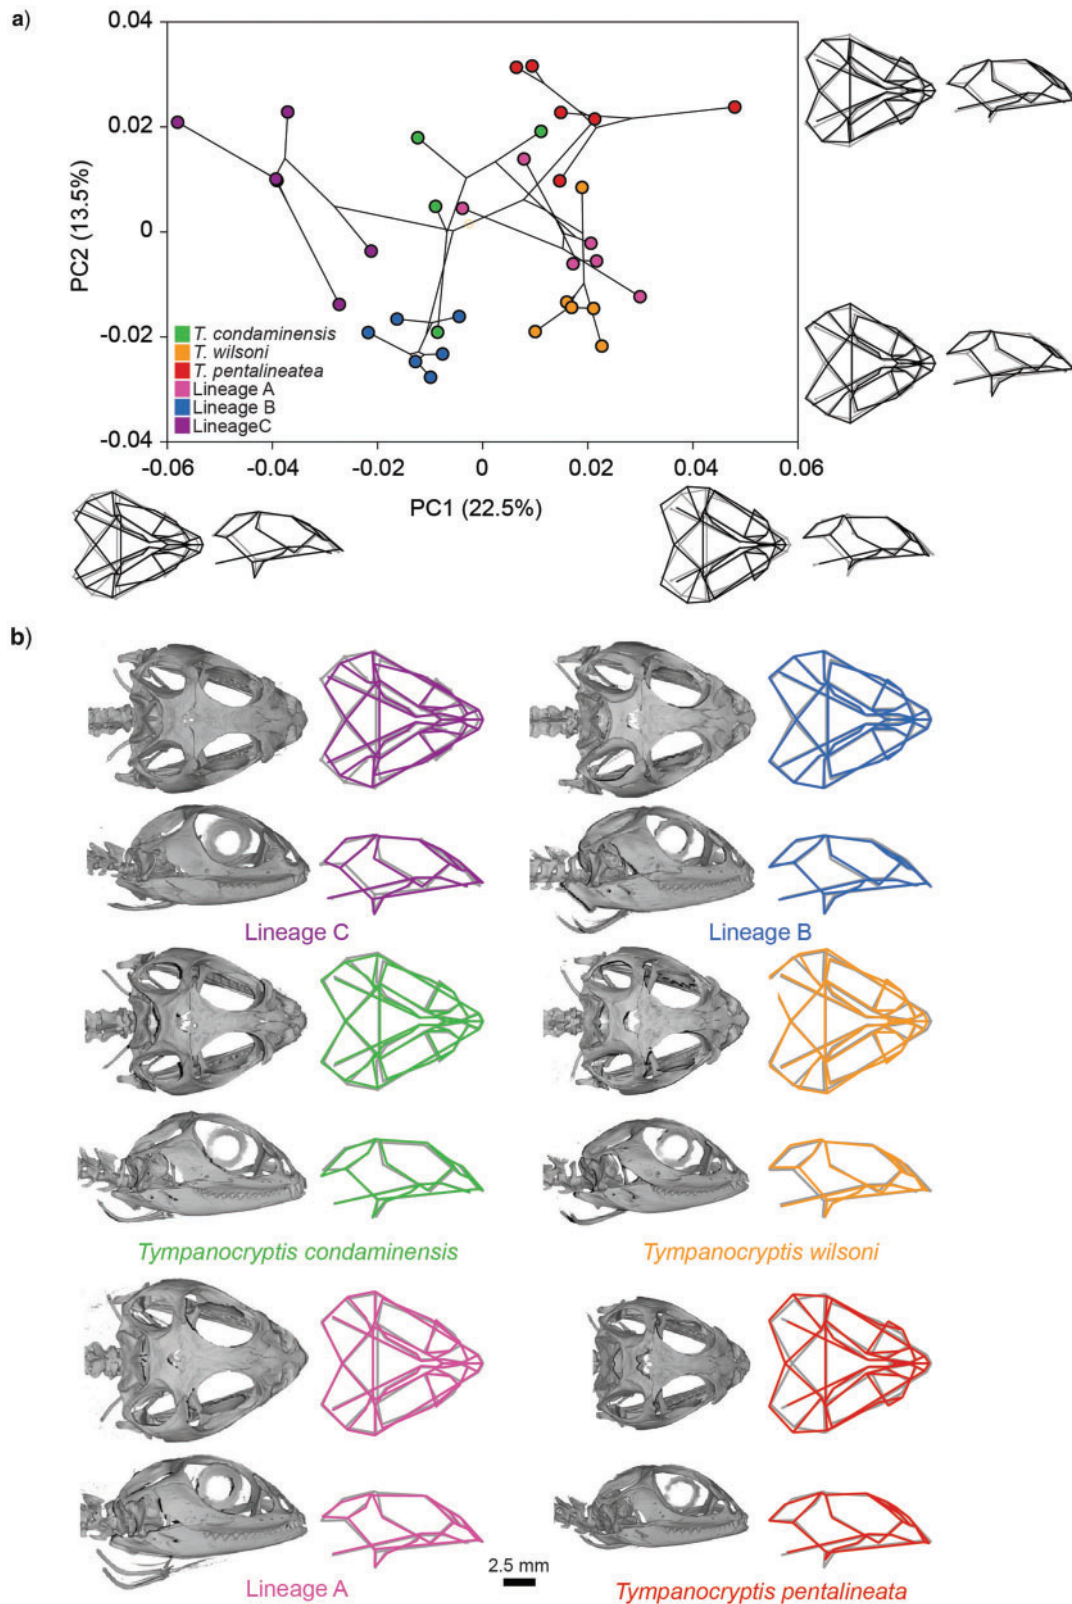 a)
0.04
0.02
0
-0.02
-0.04
PC2 (13.5%)
T. condaminensis
T. wilsoni
T. pentalineatea
Lineage A
Lineage B
LineageC
-0.06
-0.04
-0.02
0
0.02
0.04
0.06
PC1 (22.5%)
b)
Lineage C
Lineage B
Tympanocryptis condaminensis
Tympanocryptis wilsoni
2.5 mm
Lineage A
Tympanocryptis pentalineata